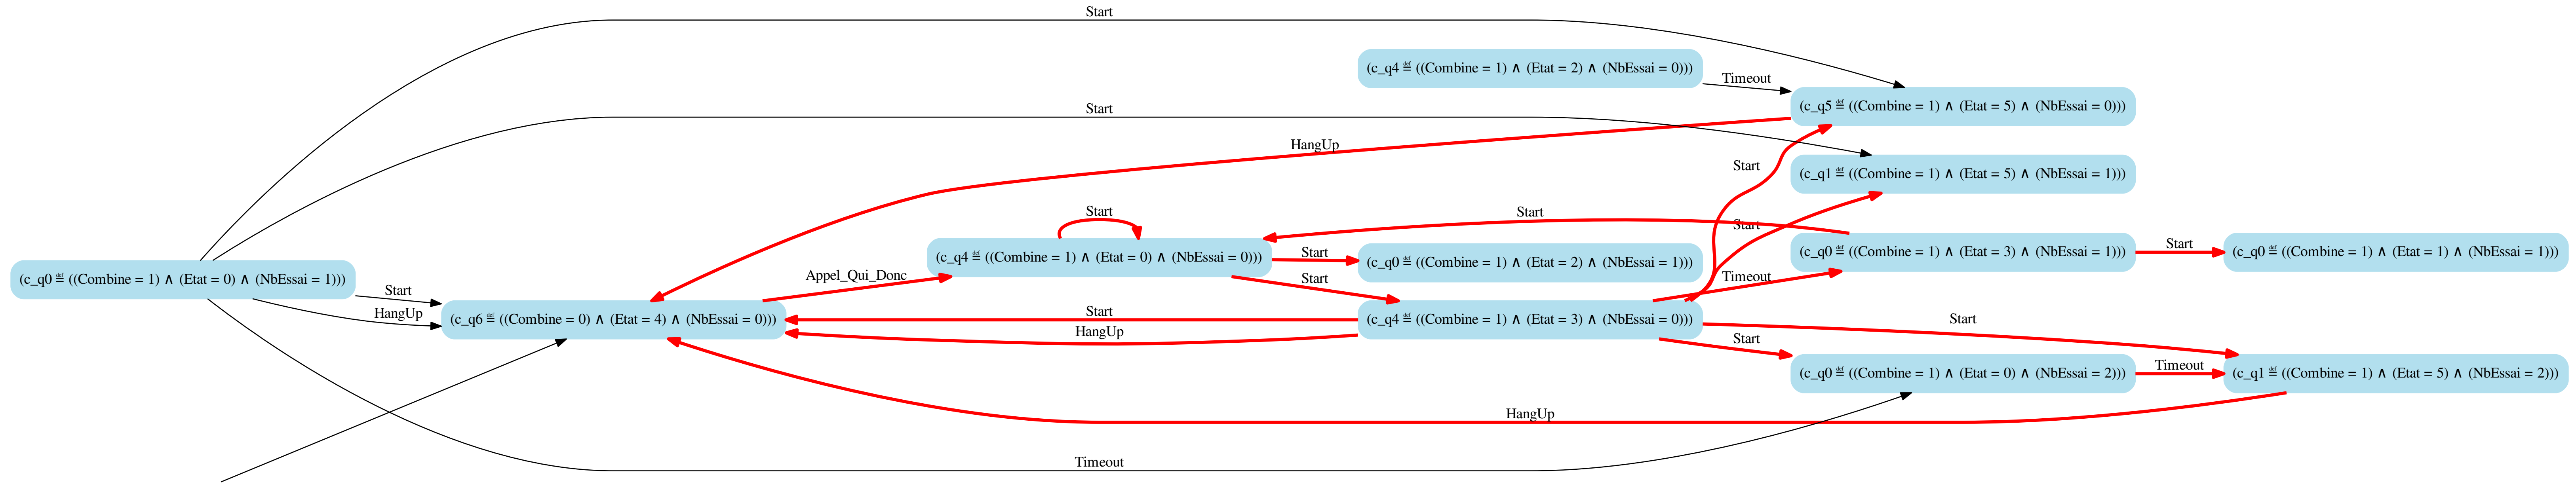 Start
(c_q4 ≝ ((Combine = 1) ∧ (Etat = 2) ∧ (NbEssai = 0)))
Timeout
(c_q5 ≝ ((Combine = 1) ∧ (Etat = 5) ∧ (NbEssai = 0)))
Start
HangUp
Start
(c_q1 ≝ ((Combine = 1) ∧ (Etat = 5) ∧ (NbEssai = 1)))
Start
Start
Start
(c_q0 ≝ ((Combine = 1) ∧ (Etat = 3) ∧ (NbEssai = 1)))
Start
(c_q0 ≝ ((Combine = 1) ∧ (Etat = 1) ∧ (NbEssai = 1)))
(c_q4 ≝ ((Combine = 1) ∧ (Etat = 0) ∧ (NbEssai = 0)))
Start
(c_q0 ≝ ((Combine = 1) ∧ (Etat = 2) ∧ (NbEssai = 1)))
(c_q0 ≝ ((Combine = 1) ∧ (Etat = 0) ∧ (NbEssai = 1)))
Appel_Qui_Donc
Start
Timeout
Start
HangUp
(c_q6 ≝ ((Combine = 0) ∧ (Etat = 4) ∧ (NbEssai = 0)))
Start
HangUp
(c_q4 ≝ ((Combine = 1) ∧ (Etat = 3) ∧ (NbEssai = 0)))
Start
Start
(c_q0 ≝ ((Combine = 1) ∧ (Etat = 0) ∧ (NbEssai = 2)))
Timeout
(c_q1 ≝ ((Combine = 1) ∧ (Etat = 5) ∧ (NbEssai = 2)))
HangUp
Timeout